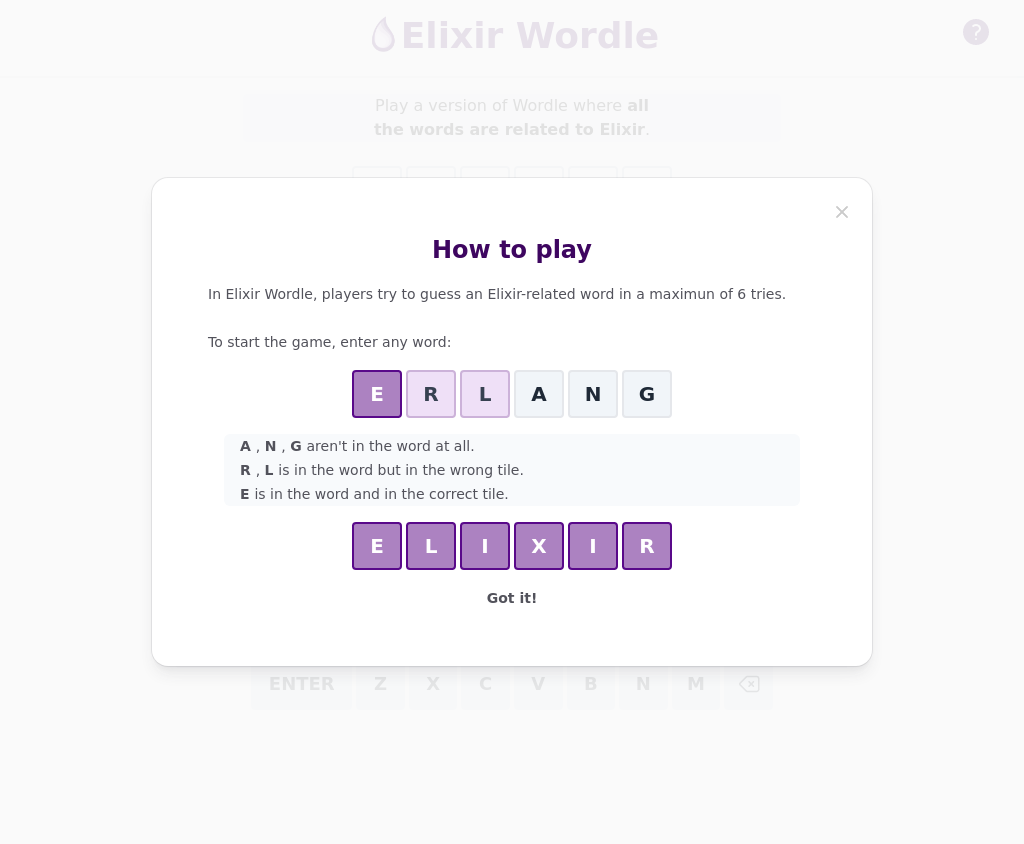 Elixir Wordle
?
Play a version of Wordle where all
the words are related to Elixir.
How to play
In Elixir Wordle, players try to guess an Elixir-related word in a maximun of 6 tries.
To start the game, enter any word:
E R L A N G
A , N , G aren't in the word at all.
R , L is in the word but in the wrong tile.
E is in the word and in the correct tile.
E L I X I R
Got it!
ENTER Z X C V B N M